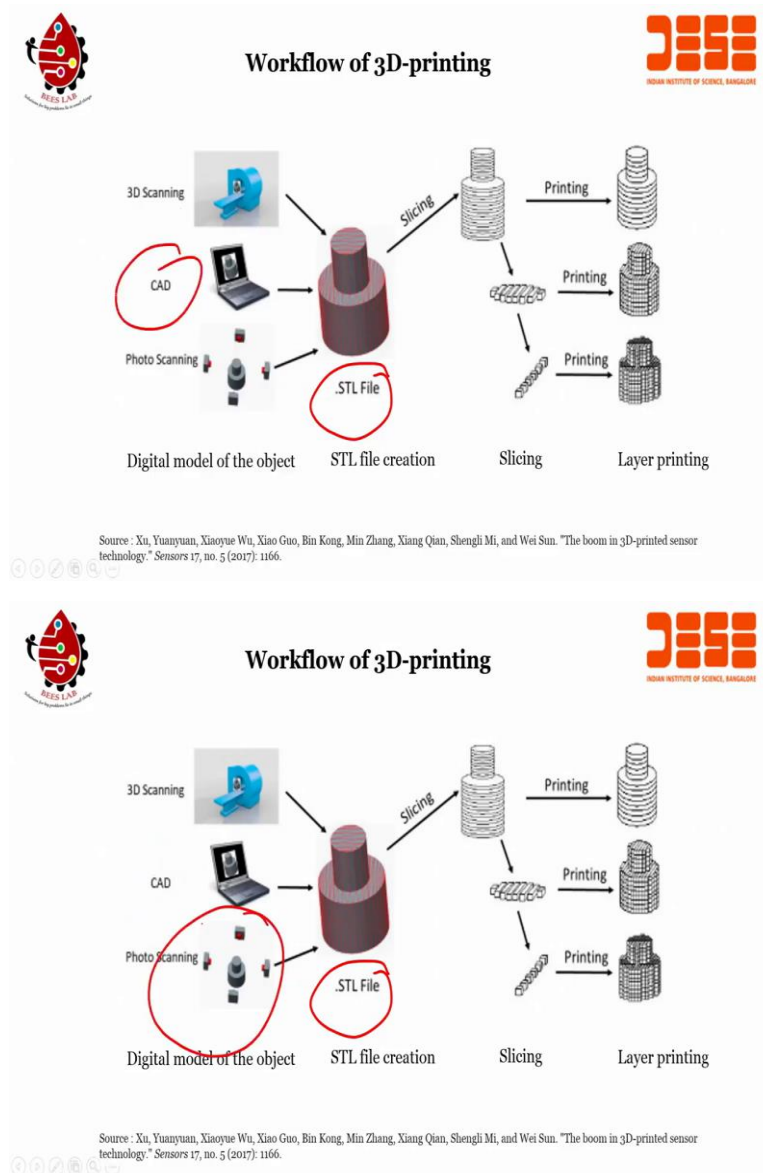 Workflow of 3D-printing
BEES LAB
INDIAN INSTITUTE OF SCIENCE, BANGALORE
3D Scanning
CAD
Photo Scanning
.STL File
Slicing
Printing
Printing
Printing
Digital model of the object
STL file creation
Slicing
Layer printing
Source : Xu, Yuanyuan, Xiaoyue Wu, Xiao Guo, Bin Kong, Min Zhang, Xiang Qian, Shengli Mi, and Wei Sun. "The boom in 3D-printed sensor
technology." Sensors 17, no. 5 (2017): 1166.
Workflow of 3D-printing
BEES LAB
INDIAN INSTITUTE OF SCIENCE, BANGALORE
3D Scanning
CAD
Photo Scanning
.STL File
Slicing
Printing
Printing
Printing
Digital model of the object
STL file creation
Slicing
Layer printing
Source : Xu, Yuanyuan, Xiaoyue Wu, Xiao Guo, Bin Kong, Min Zhang, Xiang Qian, Shengli Mi, and Wei Sun. "The boom in 3D-printed sensor
technology." Sensors 17, no. 5 (2017): 1166.